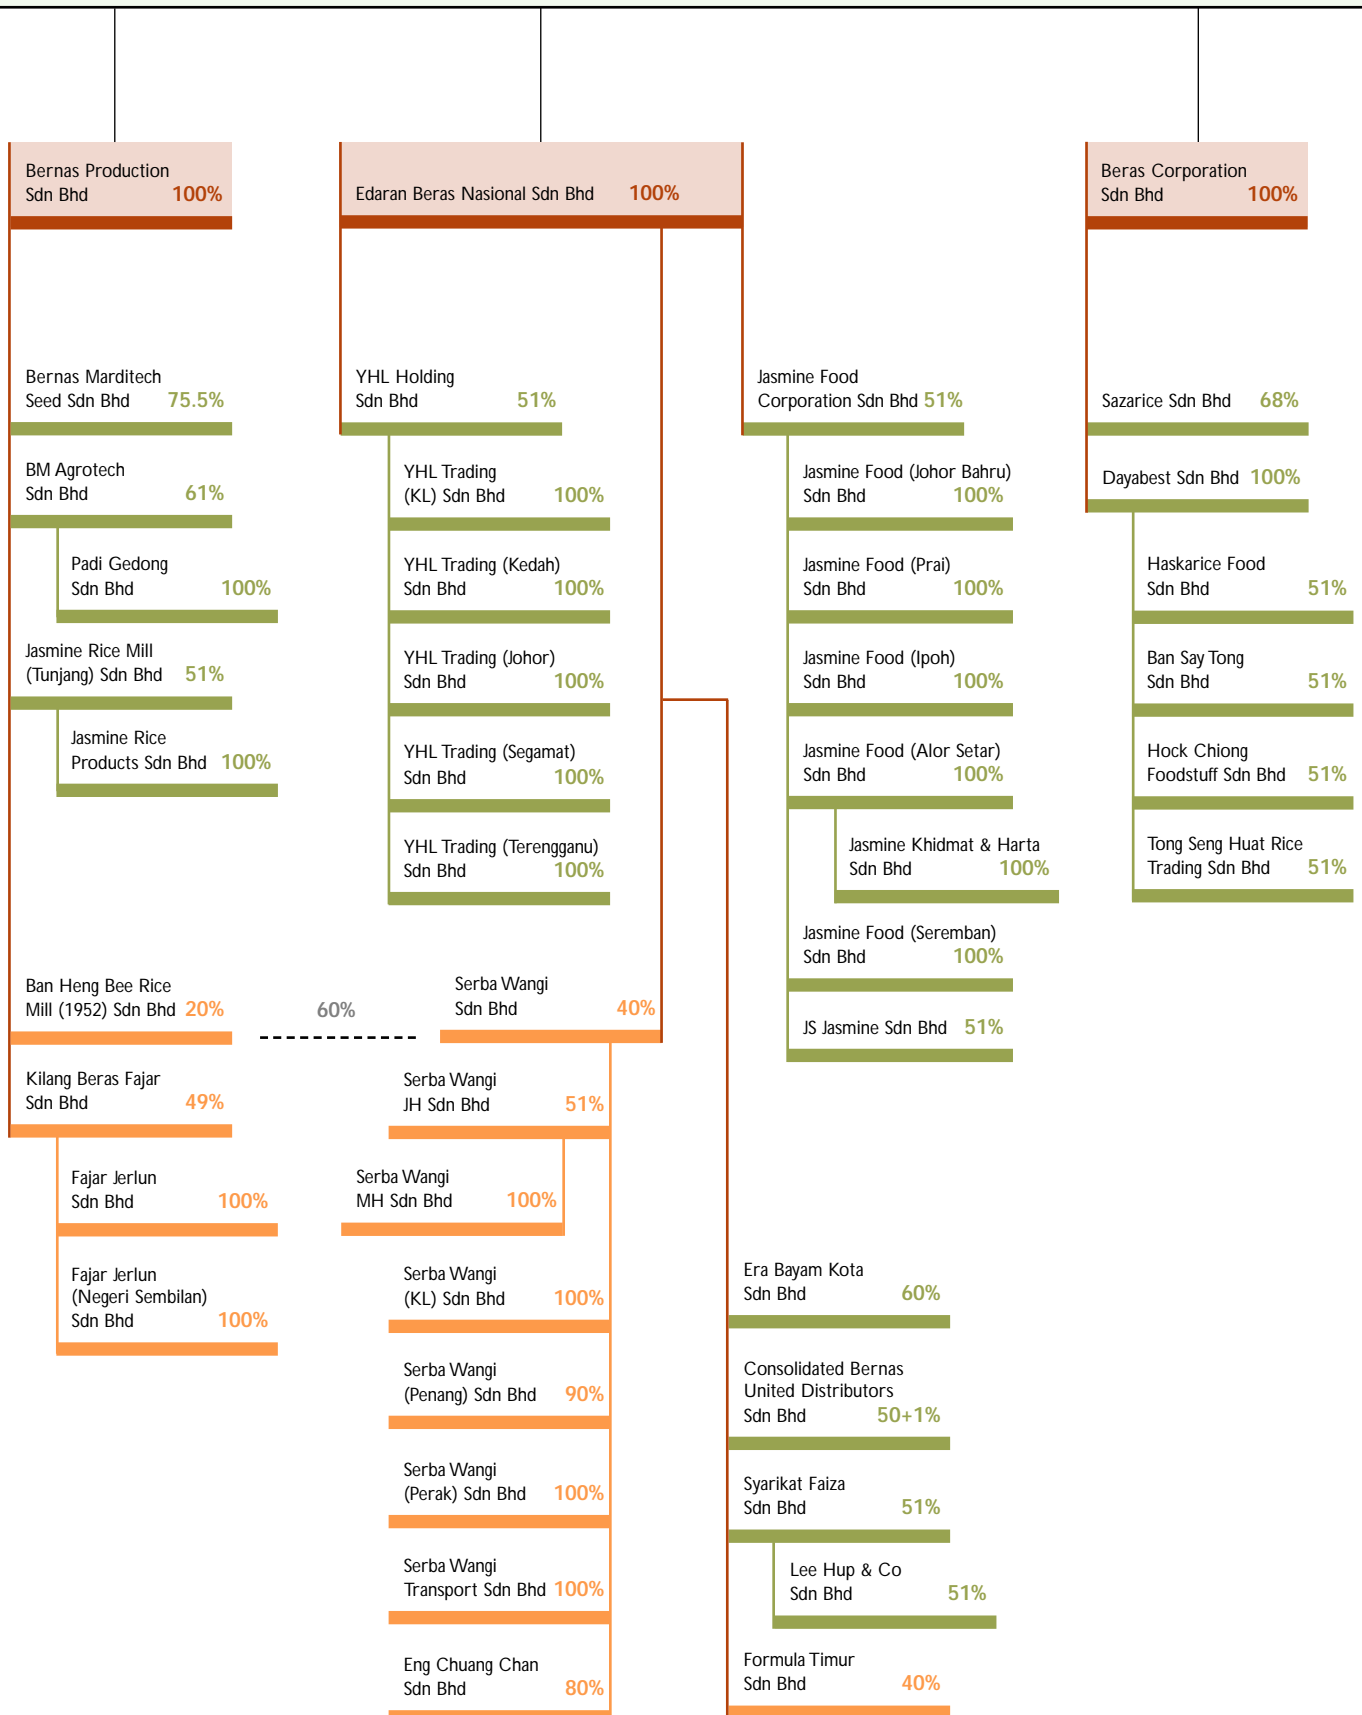 Bernas Production
Sdn Bhd 100%
Bernas Marditech
Seed Sdn Bhd 75.5%
BM Agrotech
Sdn Bhd 61%
Padi Gedong
Sdn Bhd 100%
Jasmine Rice Mill
(Tunjang) Sdn Bhd 51%
Jasmine Rice
Products Sdn Bhd 100%
Ban Heng Bee Rice
Mill (1952) Sdn Bhd 20%
60%
Kilang Beras Fajar
Sdn Bhd 49%
Fajar Jerlun
Sdn Bhd 100%
Fajar Jerlun
(Negeri Sembilan)
Sdn Bhd 100%
Edaran Beras Nasional Sdn Bhd 100%
YHL Holding
Sdn Bhd 51%
YHL Trading
(KL) Sdn Bhd 100%
YHL Trading (Kedah)
Sdn Bhd 100%
YHL Trading (Johor)
Sdn Bhd 100%
YHL Trading (Segamat)
Sdn Bhd 100%
YHL Trading (Terengganu)
Sdn Bhd 100%
Serba Wangi
Sdn Bhd 40%
Serba Wangi
JH Sdn Bhd 51%
Serba Wangi
MH Sdn Bhd 100%
Serba Wangi
(KL) Sdn Bhd 100%
Serba Wangi
(Penang) Sdn Bhd 90%
Serba Wangi
(Perak) Sdn Bhd 100%
Serba Wangi
Transport Sdn Bhd 100%
Eng Chuang Chan
Sdn Bhd 80%
Jasmine Food
Corporation Sdn Bhd 51%
Jasmine Food (Johor Bahru)
Sdn Bhd 100%
Jasmine Food (Prai)
Sdn Bhd 100%
Jasmine Food (Ipoh)
Sdn Bhd 100%
Jasmine Food (Alor Setar)
Sdn Bhd 100%
Jasmine Khidmat & Harta
Sdn Bhd 100%
Jasmine Food (Seremban)
Sdn Bhd 100%
JS Jasmine Sdn Bhd 51%
Era Bayam Kota
Sdn Bhd 60%
Consolidated Bernas
United Distributors
Sdn Bhd 50+1%
Syarikat Faiza
Sdn Bhd 51%
Lee Hup & Co
Sdn Bhd 51%
Formula Timur
Sdn Bhd 40%
Beras Corporation
Sdn Bhd 100%
Sazarice Sdn Bhd 68%
Dayabest Sdn Bhd 100%
Haskarice Food
Sdn Bhd 51%
Ban Say Tong
Sdn Bhd 51%
Hock Chiong
Foodstuff Sdn Bhd 51%
Tong Seng Huat Rice
Trading Sdn Bhd 51%